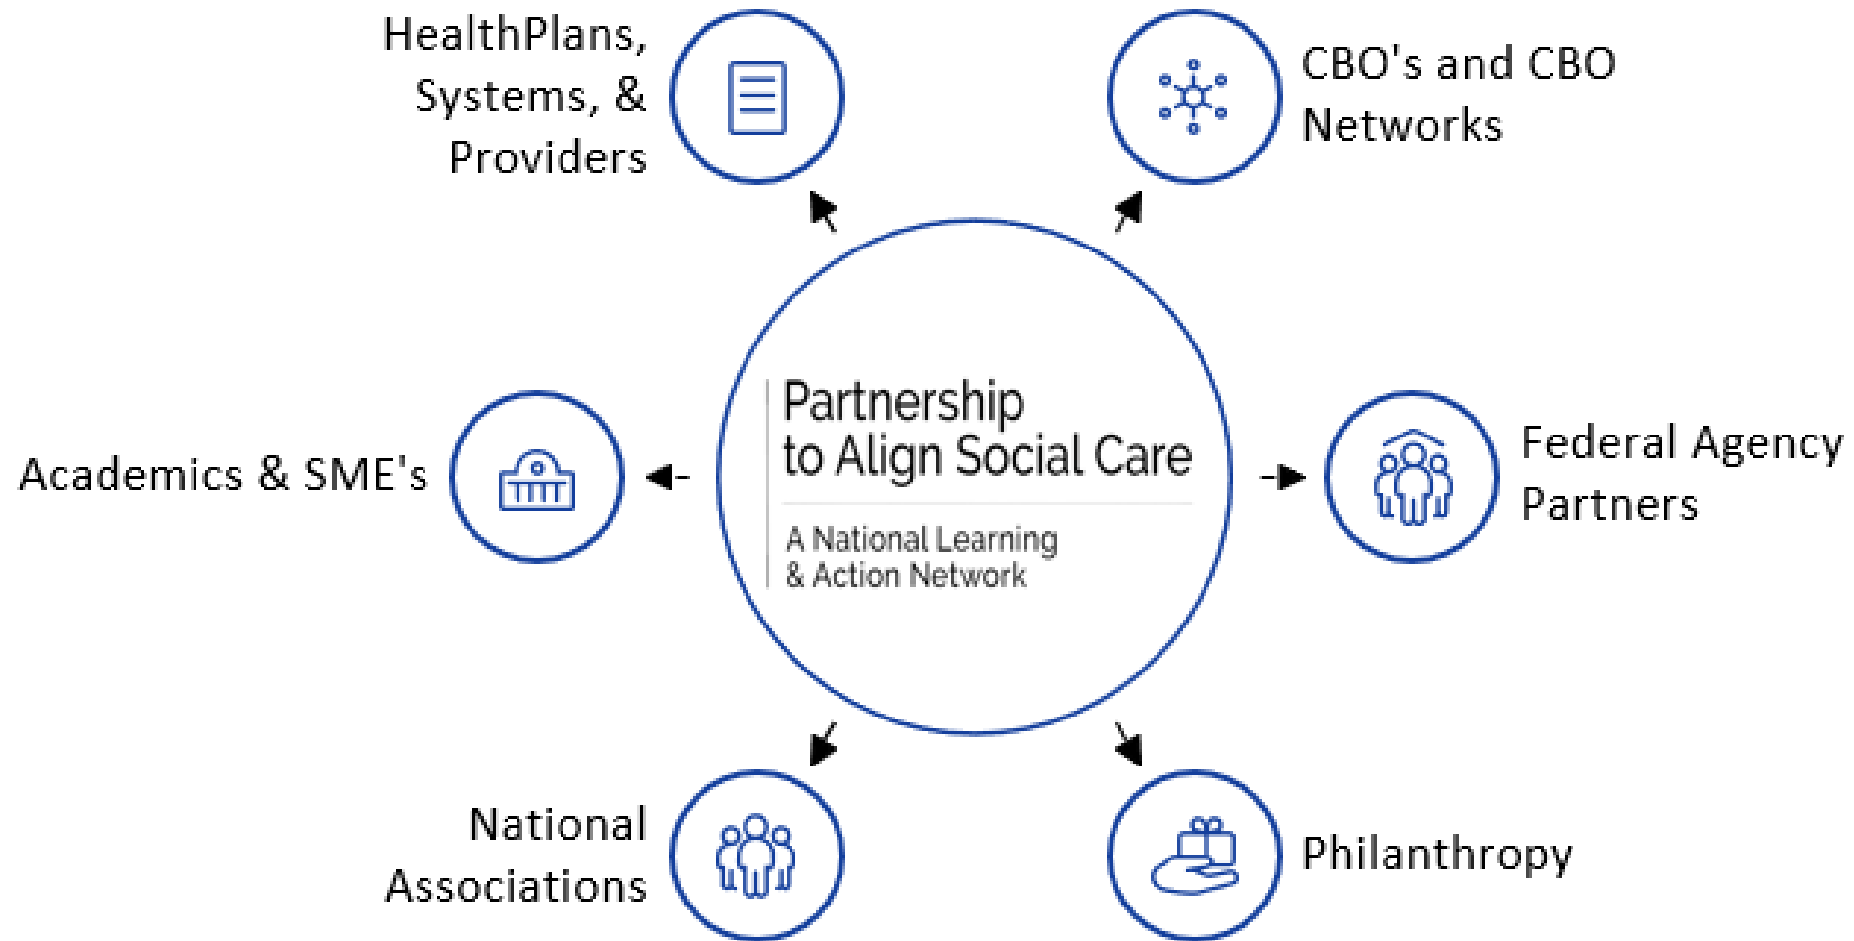 HealthPlans,
Systems, &
Providers
CBO's and CBO
Networks
Academics & SME's
Partnership
to Align Social Care
A National Learning
& Action Network
Federal Agency
Partners
National
Associations
Philanthropy